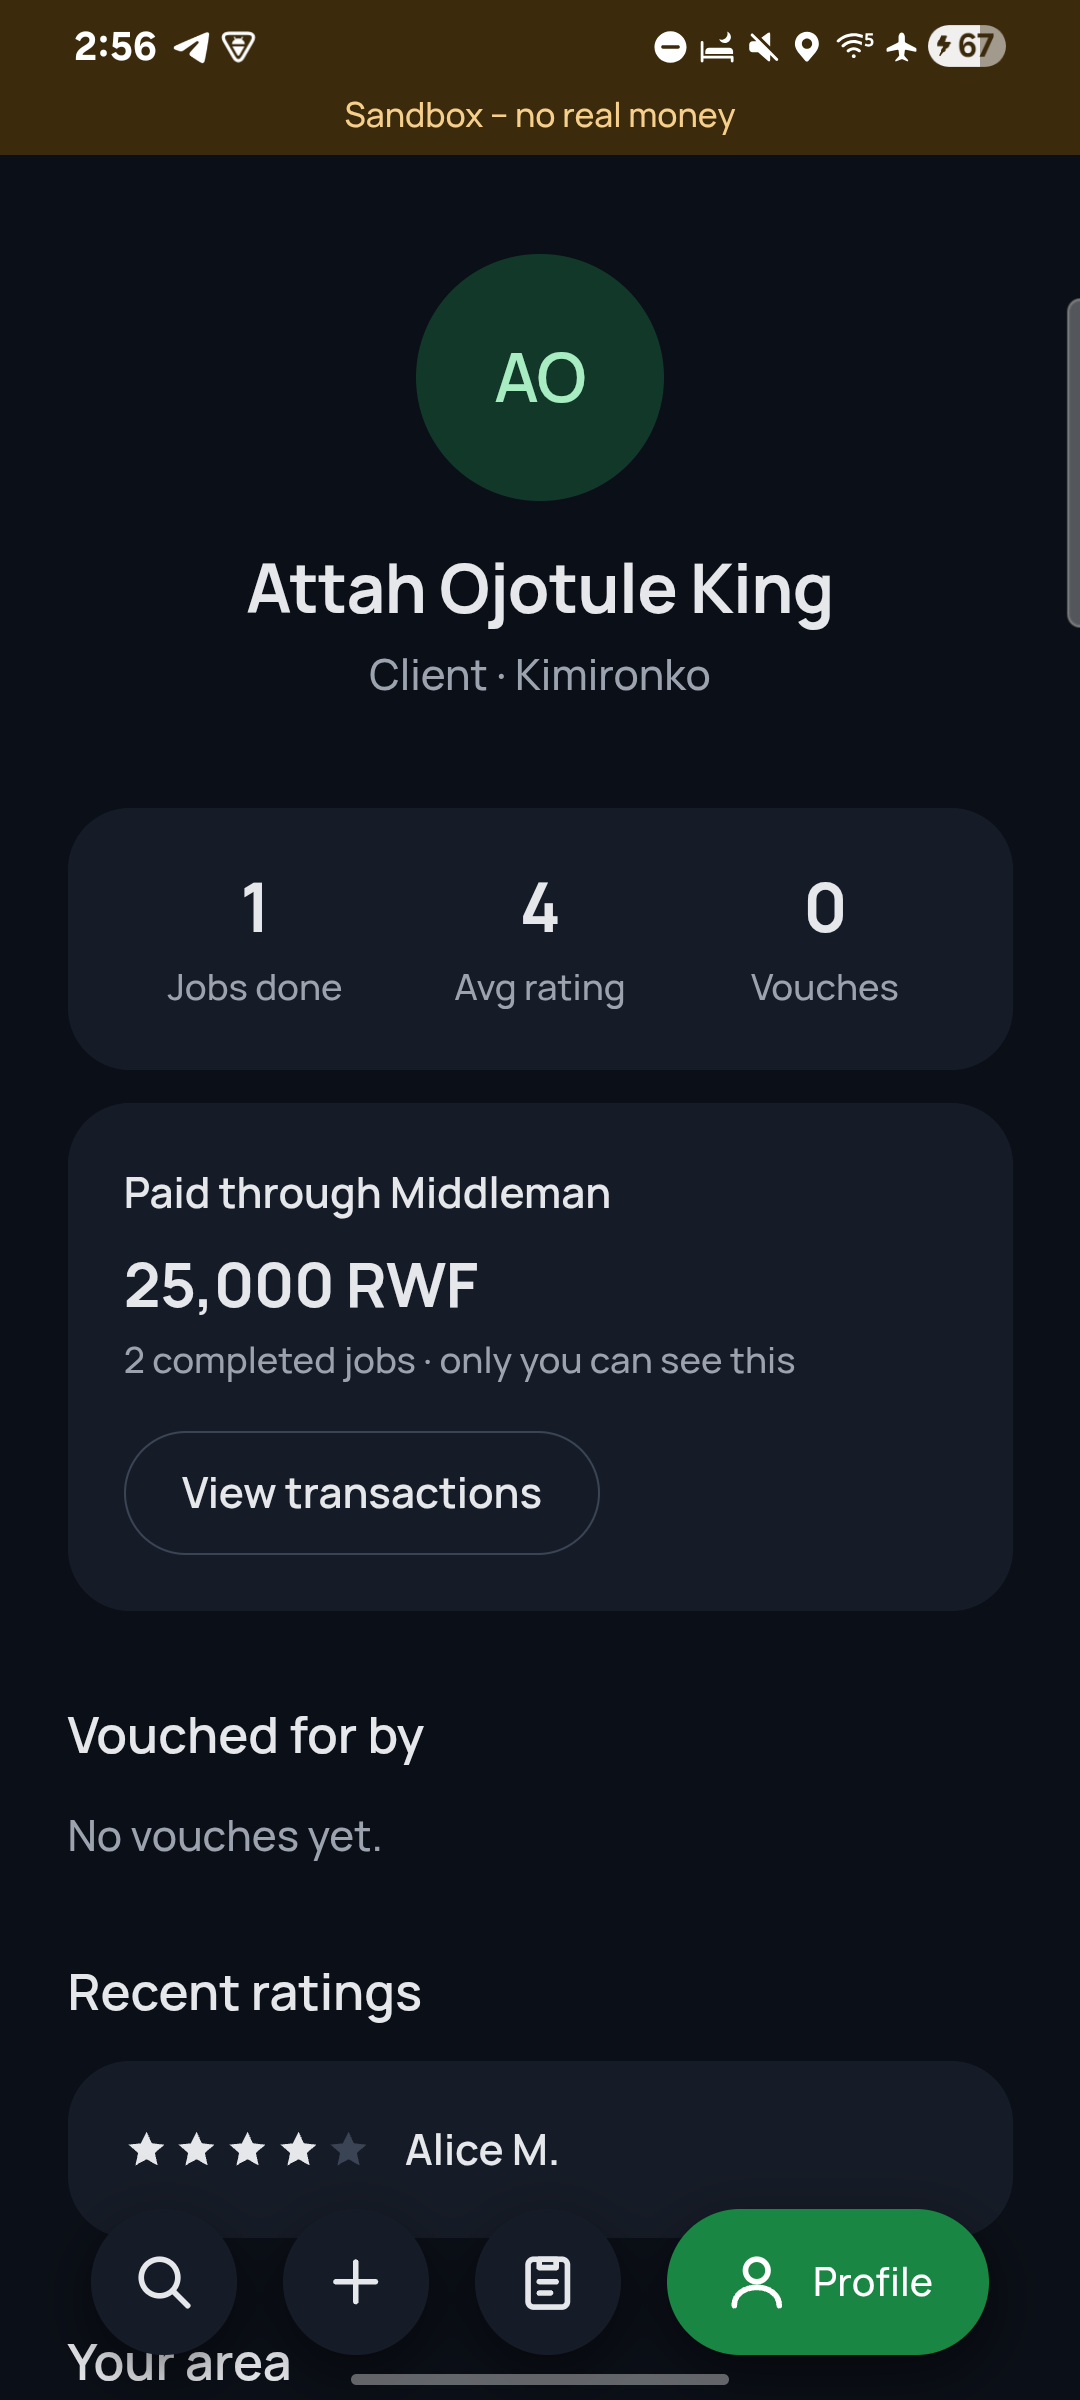 2:56
5
67
Sandbox – no real money
AO
Attah Ojotule King
Client · Kimironko
1 4 0
Jobs done Avg rating Vouches
Paid through Middleman
25,000 RWF
2 completed jobs · only you can see this
View transactions
Vouched for by
No vouches yet.
Recent ratings
Alice M.
Profile
Your area